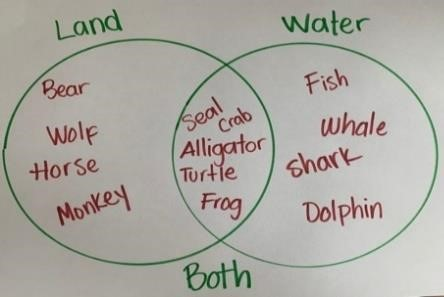 Land
Water
Bear
Wolf
Horse
Monkey
Seal
Crab
Alligator
Turtle
Frog
Fish
Whale
Shark
Dolphin
Both